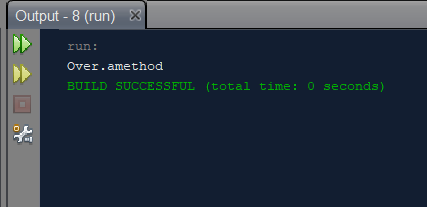 Output - 8 (run)
run:
Over.amethod
BUILD SUCCESSFUL (total time: 0 seconds)